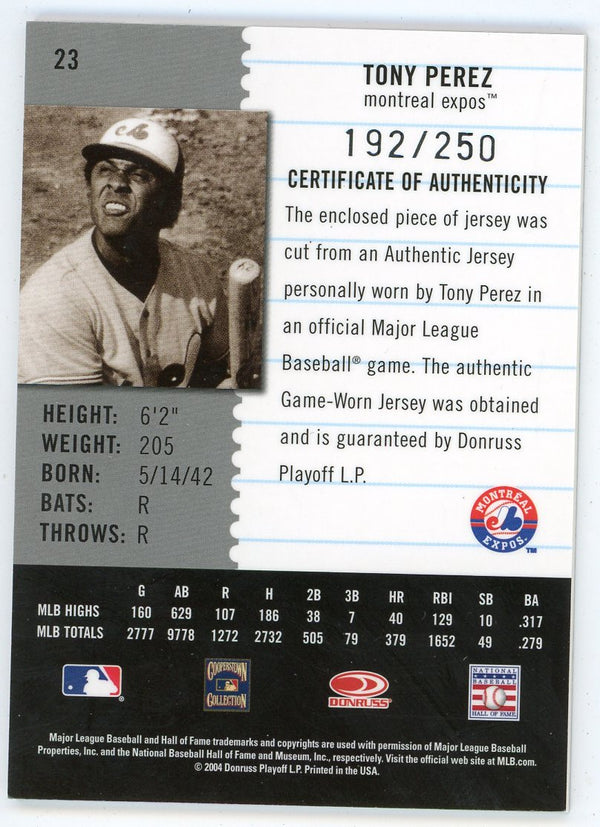 23
TONY PEREZ
montreal expos™
192/250
CERTIFICATE OF AUTHENTICITY
The enclosed piece of jersey was
cut from an Authentic Jersey
personally worn by Tony Perez in
an official Major League
Baseball® game. The authentic
Game-Worn Jersey was obtained
and is guaranteed by Donruss
Playoff L.P.
HEIGHT: 6'2"
WEIGHT: 205
BORN: 5/14/42
BATS: R
THROWS: R
MONTRÉAL
EXPOS
TM
G AB R H 2B 3B HR RBI SB BA
MLB HIGHS 160 629 107 186 38 7 40 129 10 .317
MLB TOTALS 2777 9778 1272 2732 505 79 379 1652 49 .279
®
COOPERSTOWN
COLLECTION
DONRUSS
NATIONAL
BASEBALL
HALL OF FAME
Major League Baseball and Hall of Fame trademarks and copyrights are used with permission of Major League Baseball
Properties, Inc. and the National Baseball Hall of Fame and Museum, Inc., respectively. Visit the official web site at MLB.com.
© 2004 Donruss Playoff L.P. Printed in the USA.